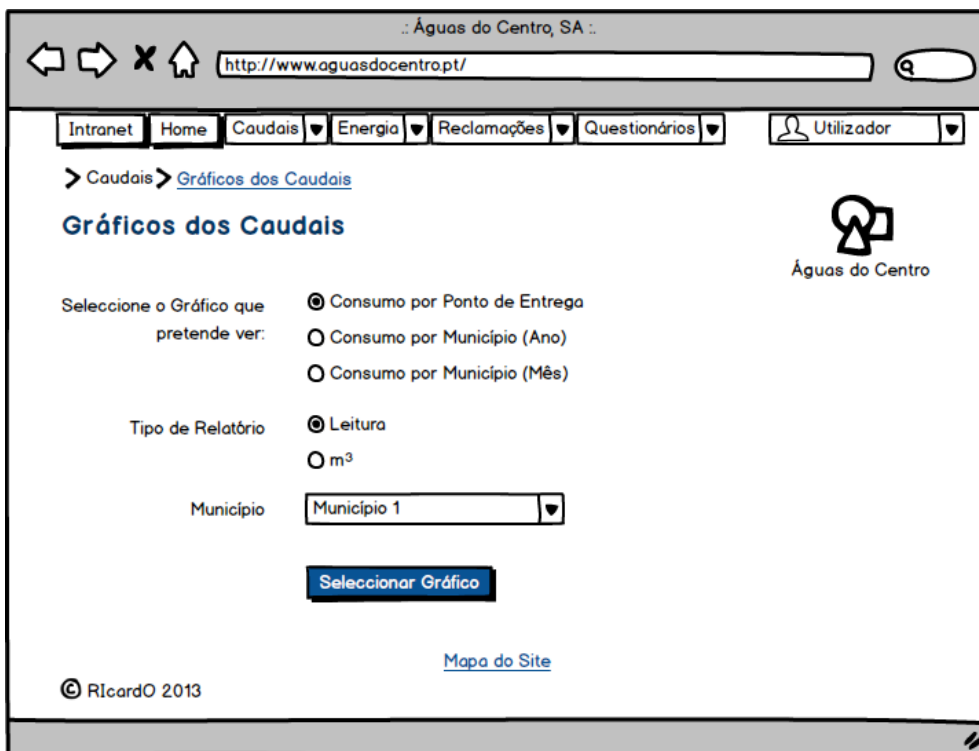 .: Águas do Centro, SA :.
http://www.aguasdocentro.pt/
Intranet Home Caudais Energia Reclamações Questionários Utilizador
Caudais Gráficos dos Caudais
Gráficos dos Caudais
Águas do Centro
Seleccione o Gráfico que
pretende ver:
Consumo por Ponto de Entrega
Consumo por Município (Ano)
Consumo por Município (Mês)
Tipo de Relatório
Leitura
m³
Município
Município 1
Seleccionar Gráfico
Mapa do Site
© RIcardO 2013